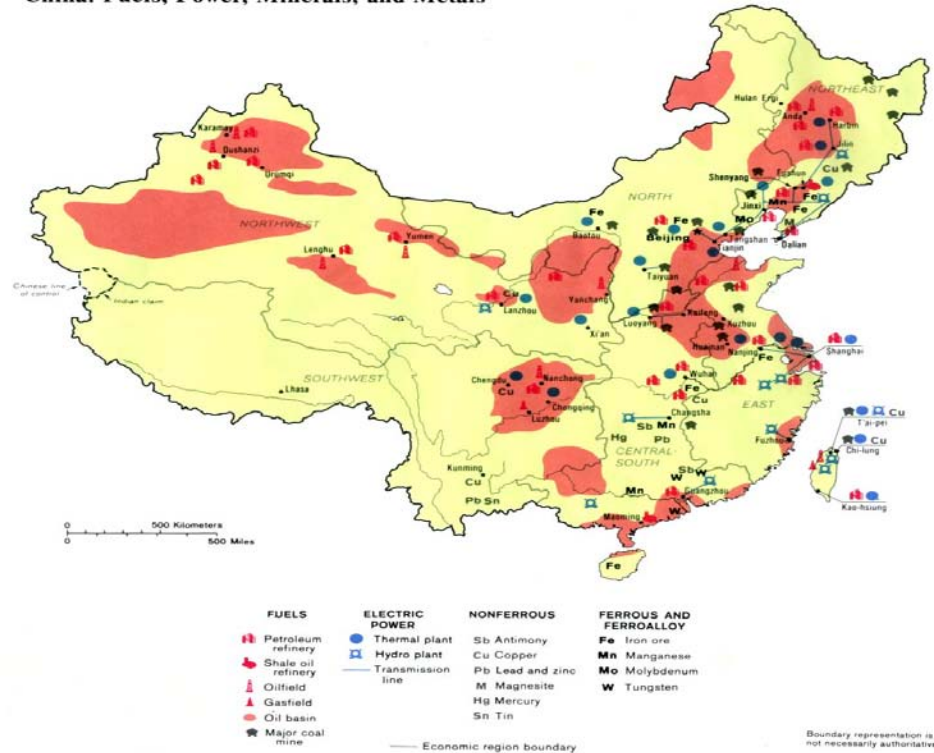 China: Fuels, Power, Minerals, and Metals
NORTHEAST
Hulan Ergi
Anda
Harbin
Jilin
Karamay
Dushanzi
Urumqi
Shenyang
Fushun
Cu
Fe
Mn
Jinxi
Mo
Fe
M
NORTH
Fe
Baotou
Fe
Beijing
Tangshan
Tianjin
Dalian
NORTHWEST
Yumen
Lenghu
Taiyuan
Chinese line
of control
Indian claim
Cu
Lanzhou
Yanchang
Xi'an
Luoyang
Kaifeng
Xuzhou
Huainan
Nanjing
Fe
Shanghai
SOUTHWEST
Lhasa
Chengdu
Cu
Nanchong
Chongqing
Luzhou
Wuhan
Fe
Cu
EAST
Changsha
Sb
Mn
Hg
Pb
CENTRAL-
SOUTH
Fuzhou
Cu
T'ai-pei
Cu
Chi-lung
Kao-hsiung
Kunming
Cu
Pb Sn
Sb
W
W
Mn
Guangzhou
Maoming
W
Fe
0 500 Kilometers
0 500 Miles
FUELS
Petroleum
refinery
Shale oil
refinery
Oilfield
Gasfield
Oil basin
Major coal
mine
ELECTRIC
POWER
Thermal plant
Hydro plant
Transmission
line
NONFERROUS
Sb Antimony
Cu Copper
Pb Lead and zinc
M Magnesite
Hg Mercury
Sn Tin
FERROUS AND
FERROALLOY
Fe Iron ore
Mn Manganese
Mo Molybdenum
W Tungsten
Economic region boundary
Boundary representation is
not necessarily authoritative